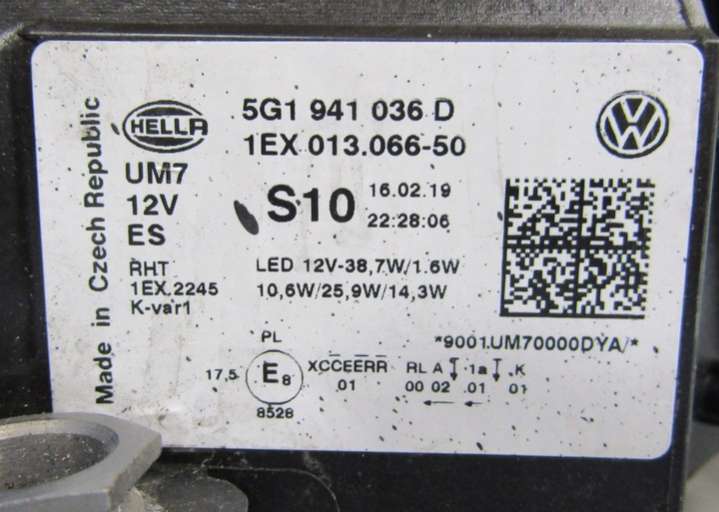 Made in Czech Republic
HELLA
5G1 941 036 D
1EX 013.066-50
UM7
12V
ES
S10
16.02.19
22:28:06
RHT
1EX.2245
K-var1
LED 12V-38,7W/1.6W
10,6W/25,9W/14,3W
*9001.UM70000DYA/*
PL
17,5
E8
8528
XCCEERR
01
RL A 1a K
00 02 01 01